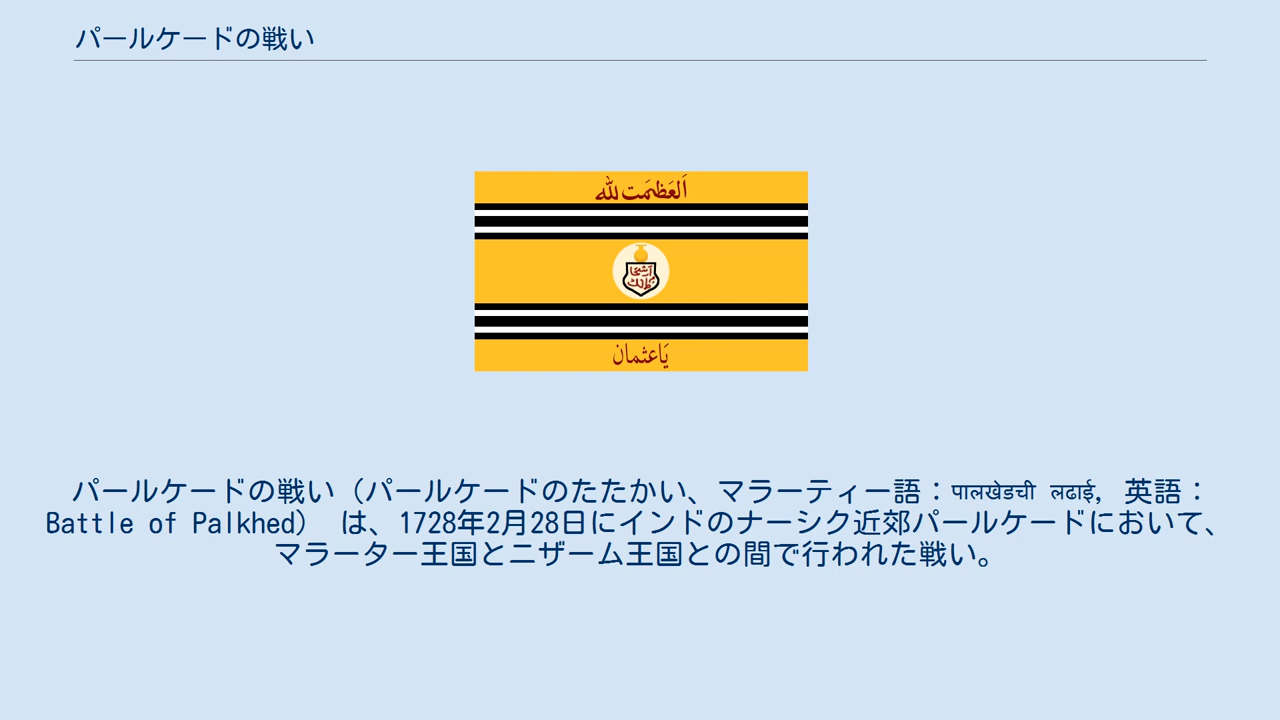 パールケードの戦い
اَلعَظمَت لله
يَاعثمان
パールケードの戦い（パールケードのたたかい、マラーティー語：पालखेडची लढाई, 英語：
Battle of Palkhed） は、1728年2月28日にインドのナーシク近郊パールケードにおいて、
マラーター王国とニザーム王国との間で行われた戦い。